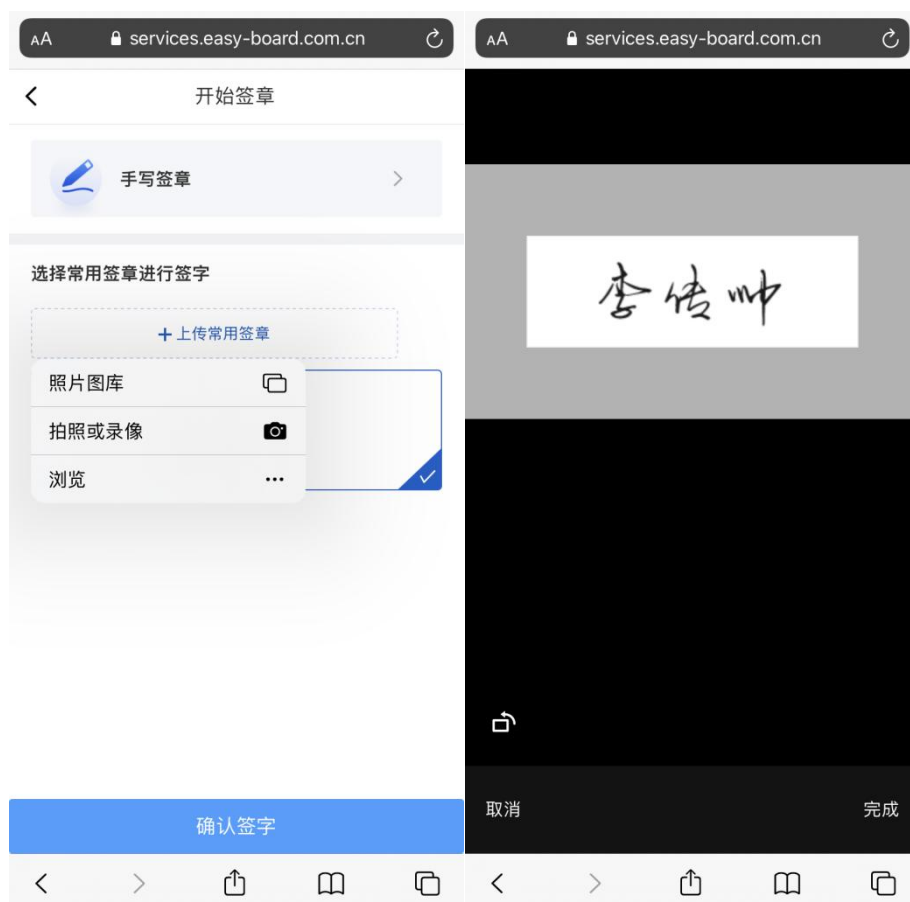 AA services.easy-board.com.cn
开始签章
手写签章
选择常用签章进行签字
+上传常用签章
照片图库
拍照或录像
浏览
确认签字
AA services.easy-board.com.cn
李传帅
取消 完成